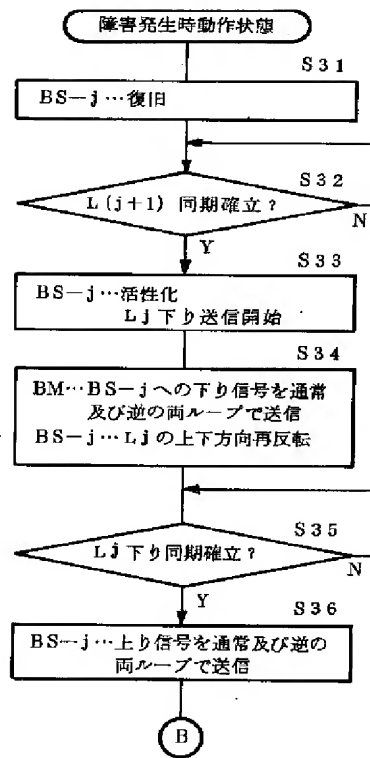 障害発生時動作状態
S31
BS-j…復旧
S32
L(j+1) 同期確立?
N
Y
S33
BS-j…活性化
Lj下り送信開始
S34
BM…BS-jへの下り信号を通常
及び逆の両ループで送信
BS-j…Ljの上下方向再反転
S35
Lj下り同期確立?
N
Y
S36
BS-j…上り信号を通常及び逆の
両ループで送信
B